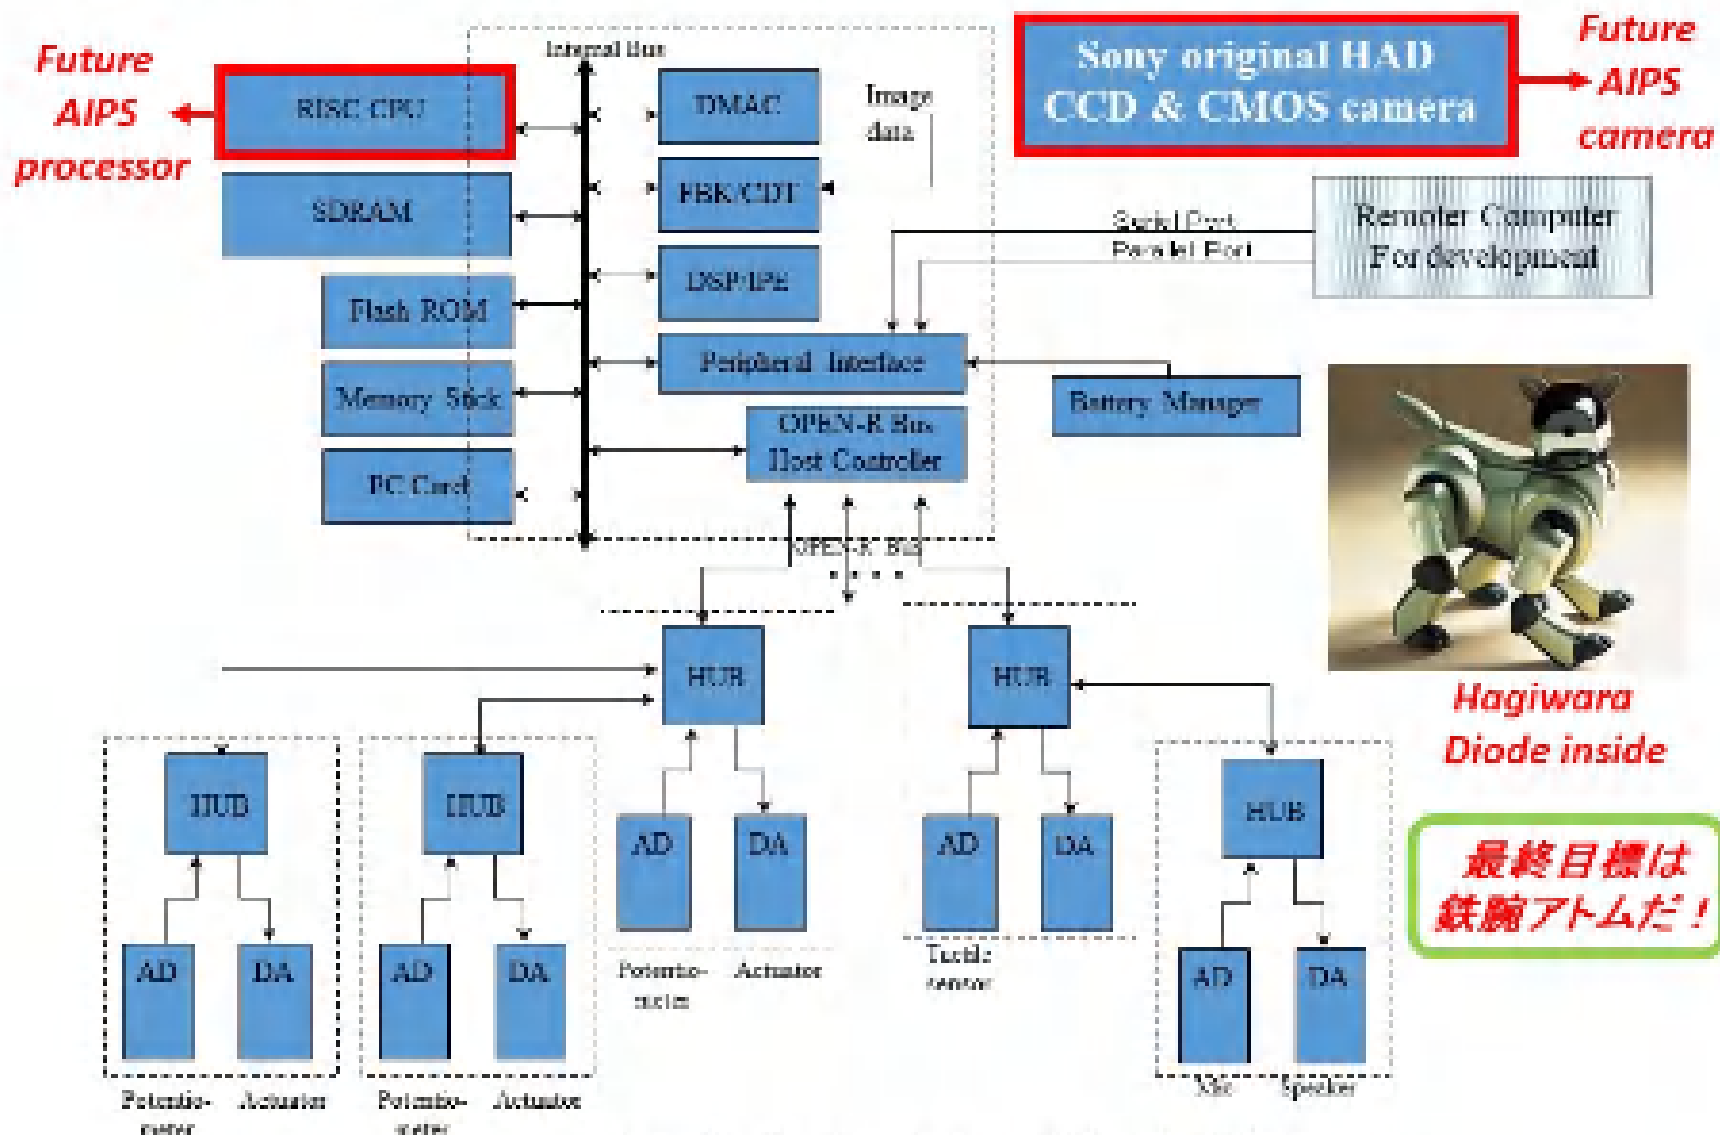 Future
AIPS
processor
RISC CPU
SDRAM
Flash ROM
Memory Stick
PC Card
Internal Bus
DMAC
FBK/CDT
DSP/IPE
Peripheral Interface
OPEN-R Bus
Host Controller
Image
data
Sony original HAD
CCD & CMOS camera
Future
AIPS
camera
Serial Port
Parallel Port
Remoter Computer
For development
Battery Manager
OPEN-R Bus
HUB
AD
DA
Potentio-
meter
Actuator
HUB
AD
DA
Tactile
sensor
HUB
AD
DA
Potentio-
meter
Actuator
HUB
AD
DA
Potentio-
meter
Actuator
HUB
AD
DA
Mic
Speaker
Hagiwara
Diode inside
最終目標は
鉄腕アトムだ!